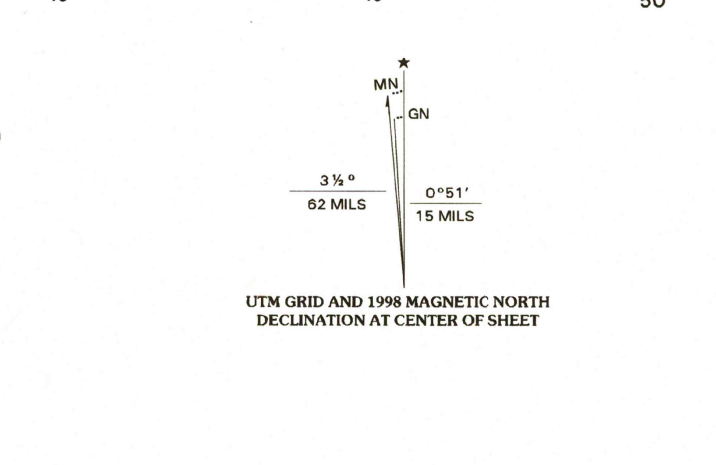 50
MN
GN
3 ½ °
62 MILS
0°51′
15 MILS
UTM GRID AND 1998 MAGNETIC NORTH
DECLINATION AT CENTER OF SHEET